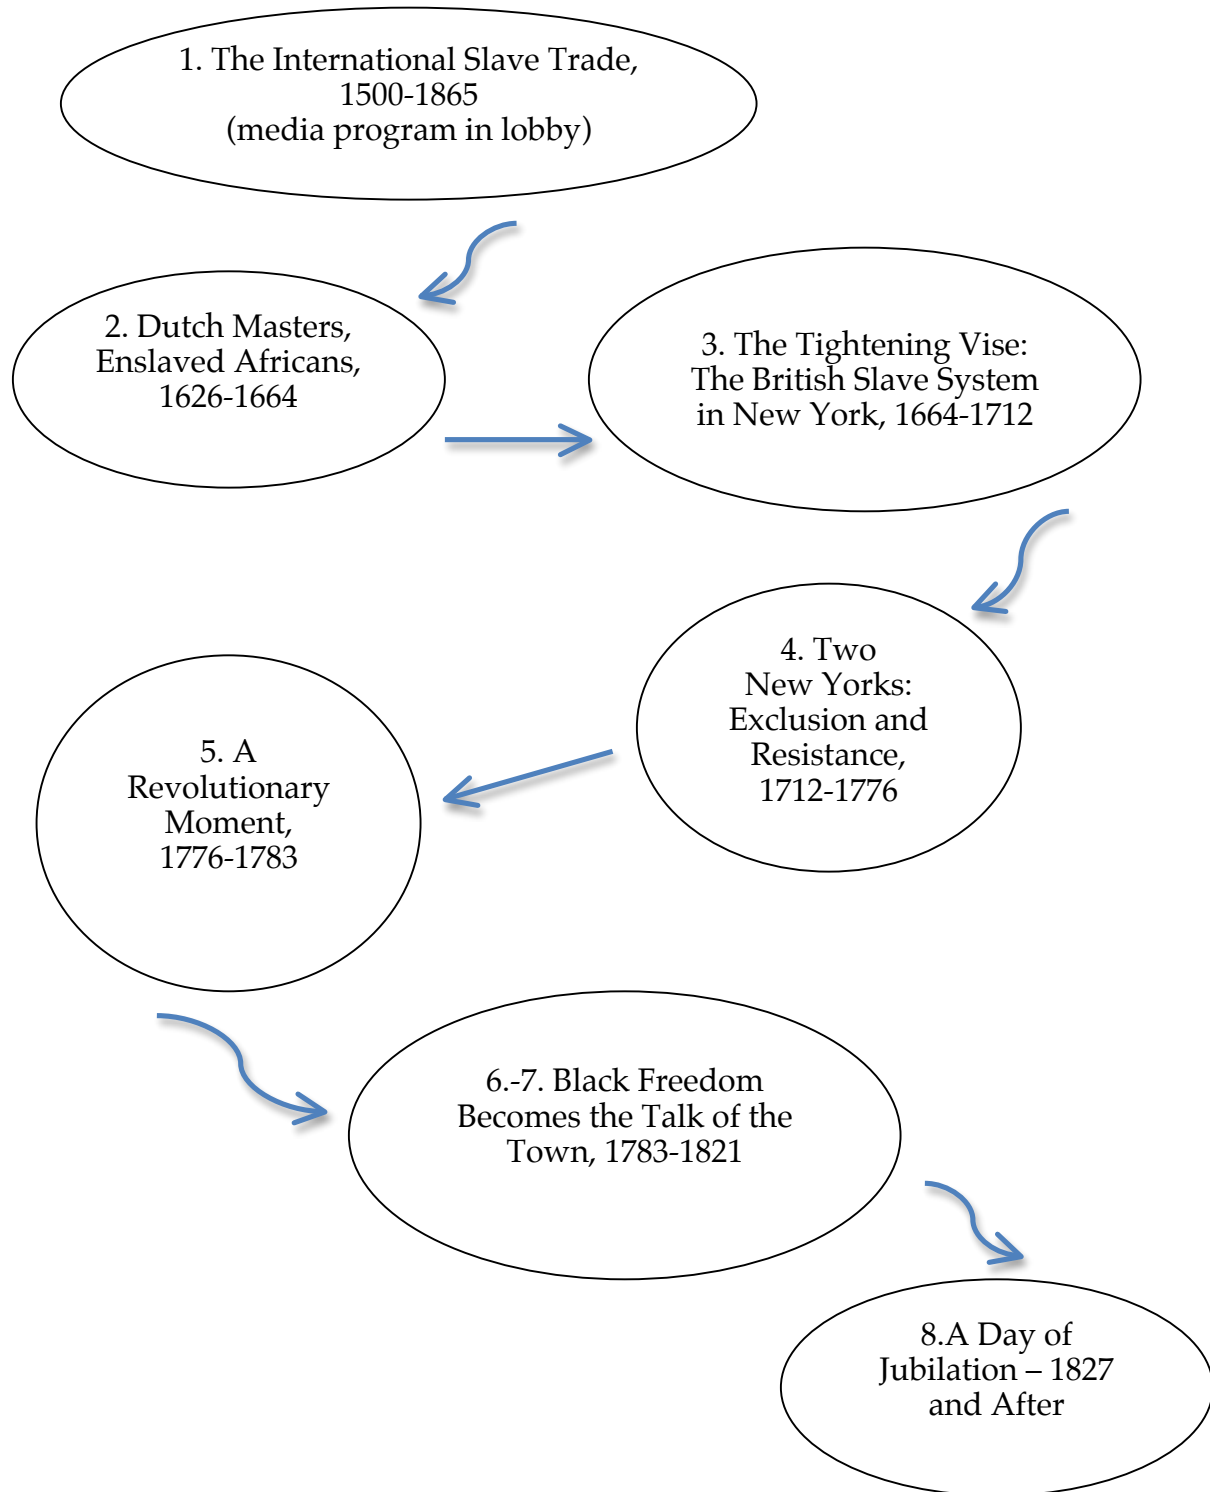 1. The International Slave Trade,
1500-1865
(media program in lobby)
2. Dutch Masters,
Enslaved Africans,
1626-1664
3. The Tightening Vise:
The British Slave System
in New York, 1664-1712
4. Two
New Yorks:
Exclusion and
Resistance,
1712-1776
5. A
Revolutionary
Moment,
1776-1783
6.-7. Black Freedom
Becomes the Talk of the
Town, 1783-1821
8.A Day of
Jubilation – 1827
and After